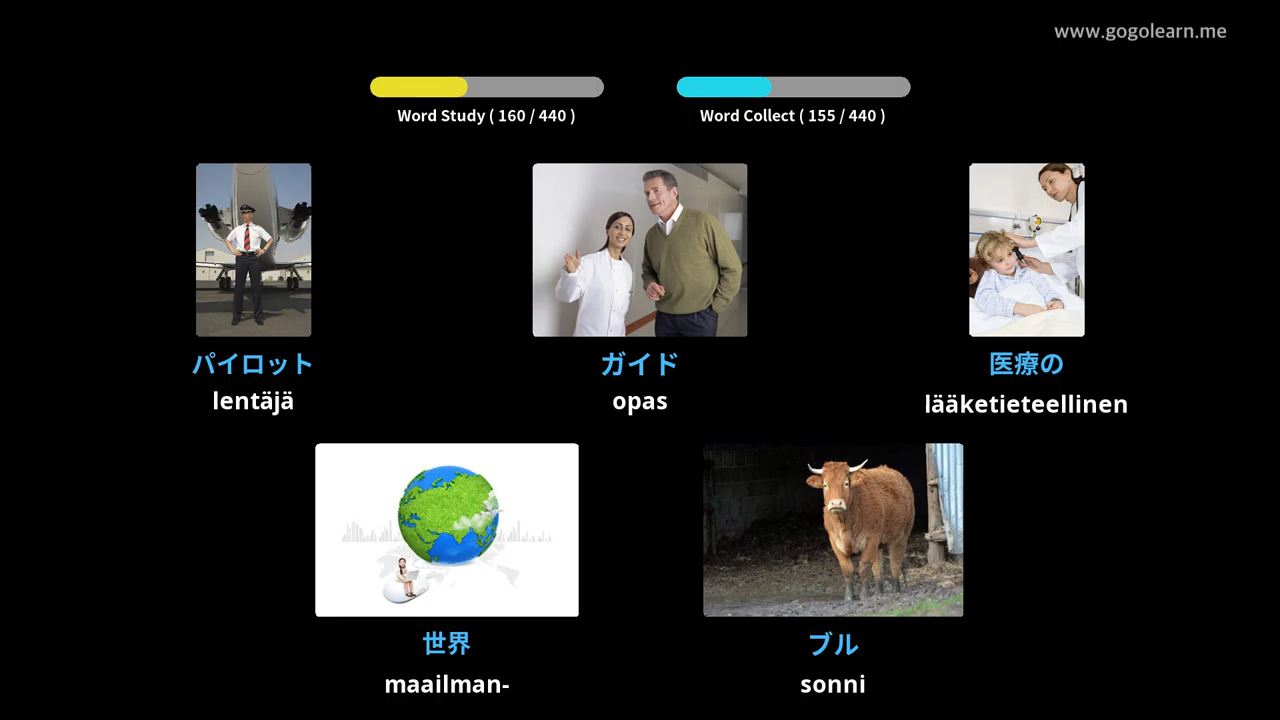 www.gogolearn.me
Word Study ( 160 / 440 )
Word Collect ( 155 / 440 )
パイロット
lentäjä
ガイド
opas
医療の
lääketieteellinen
世界
maailman-
ブル
sonni